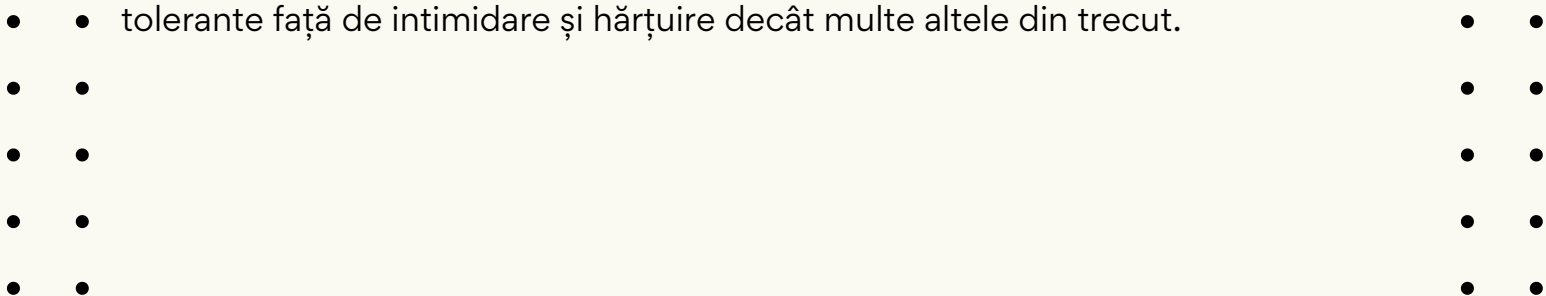 tolerante față de intimidare și hărțuire decât multe altele din trecut.